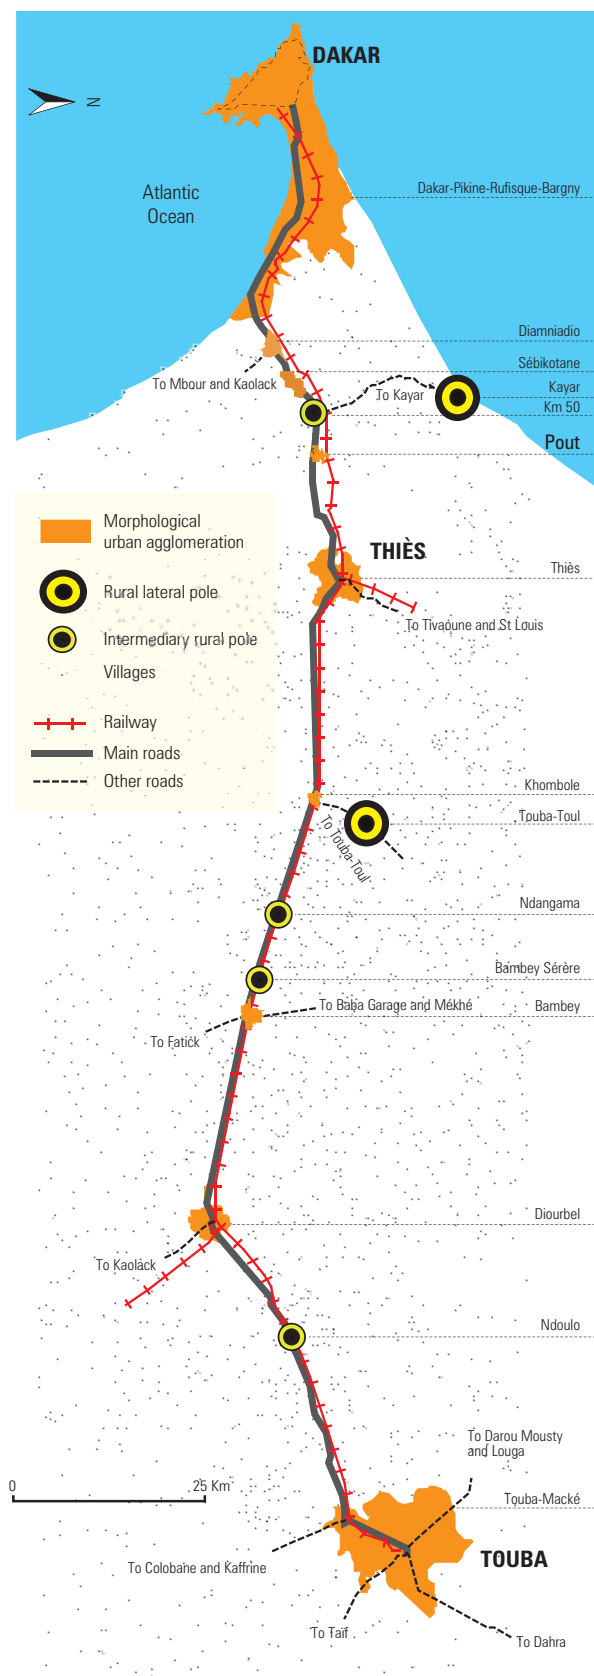 DAKAR
N
Atlantic
Ocean
Dakar-Pikine-Rufisque-Bargny
Diamniadio
Sébikotane
To Mbour and Kaolack
To Kayar
Kayar
Km 50
Pout
Morphological
urban agglomeration
THIÈS
Thiès
Rural lateral pole
To Tivaoune and St Louis
Intermediary rural pole
Villages
Railway
Main roads
Other roads
Khombole
Touba-Toul
To Touba-Toul
Ndangama
Bambey Sérère
To Baba Garage and Mékhé
Bambey
To Fatick
Diourbel
To Kaolack
Ndoulo
To Darou Mousty
and Louga
0
25 Km
Touba-Macké
TOUBA
To Colobane and Kaffrine
To Taïf
To Dahra